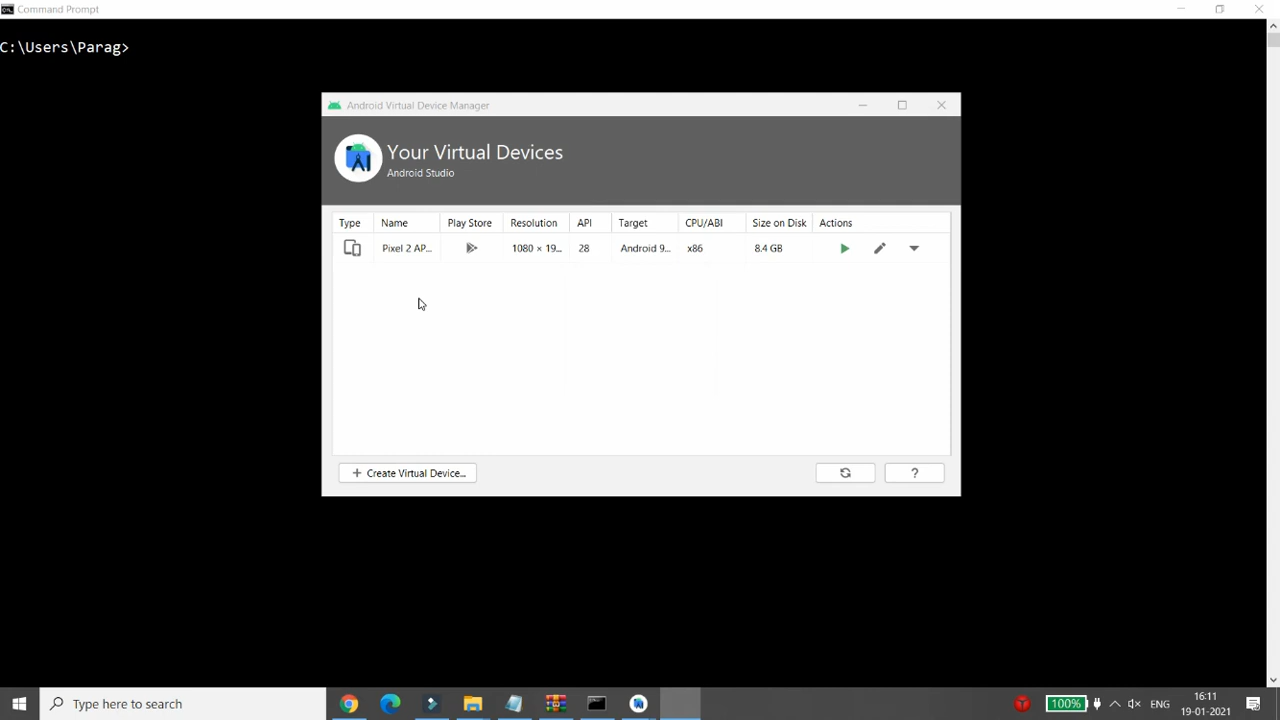 Command Prompt
C:\Users\Parag>
Android Virtual Device Manager
Your Virtual Devices
Android Studio
Type Name Play Store Resolution API Target CPU/ABI Size on Disk Actions
Pixel 2 AP... 1080 × 19... 28 Android 9... x86 8.4 GB
+ Create Virtual Device...
?
Type here to search
100% ENG 16:11
19-01-2021